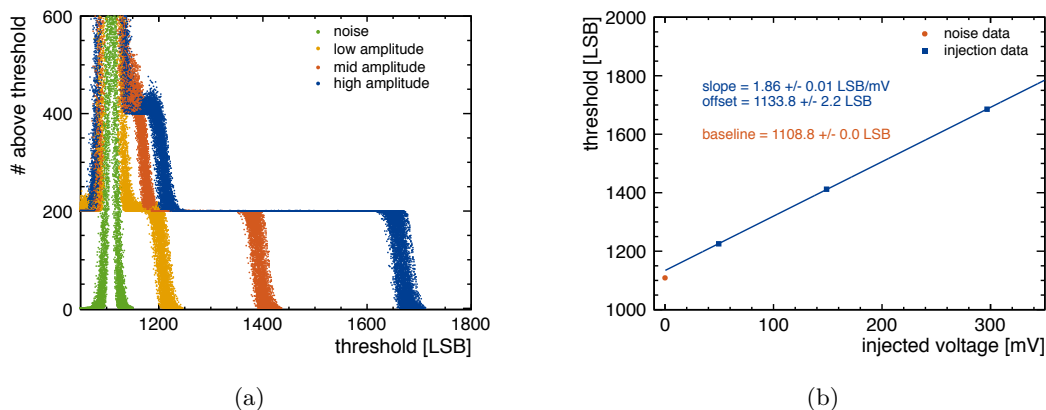 600
500
400
200
0
# above threshold
noise
low amplitude
mid amplitude
high amplitude
1200
1400
1600
1800
threshold [LSB]
(a)
2000
1800
1600
1400
1200
1000
threshold [LSB]
noise data
injection data
slope = 1.86 +/- 0.01 LSB/mV
offset = 1133.8 +/- 2.2 LSB
baseline = 1108.8 +/- 0.0 LSB
0
100
200
300
injected voltage [mV]
(b)